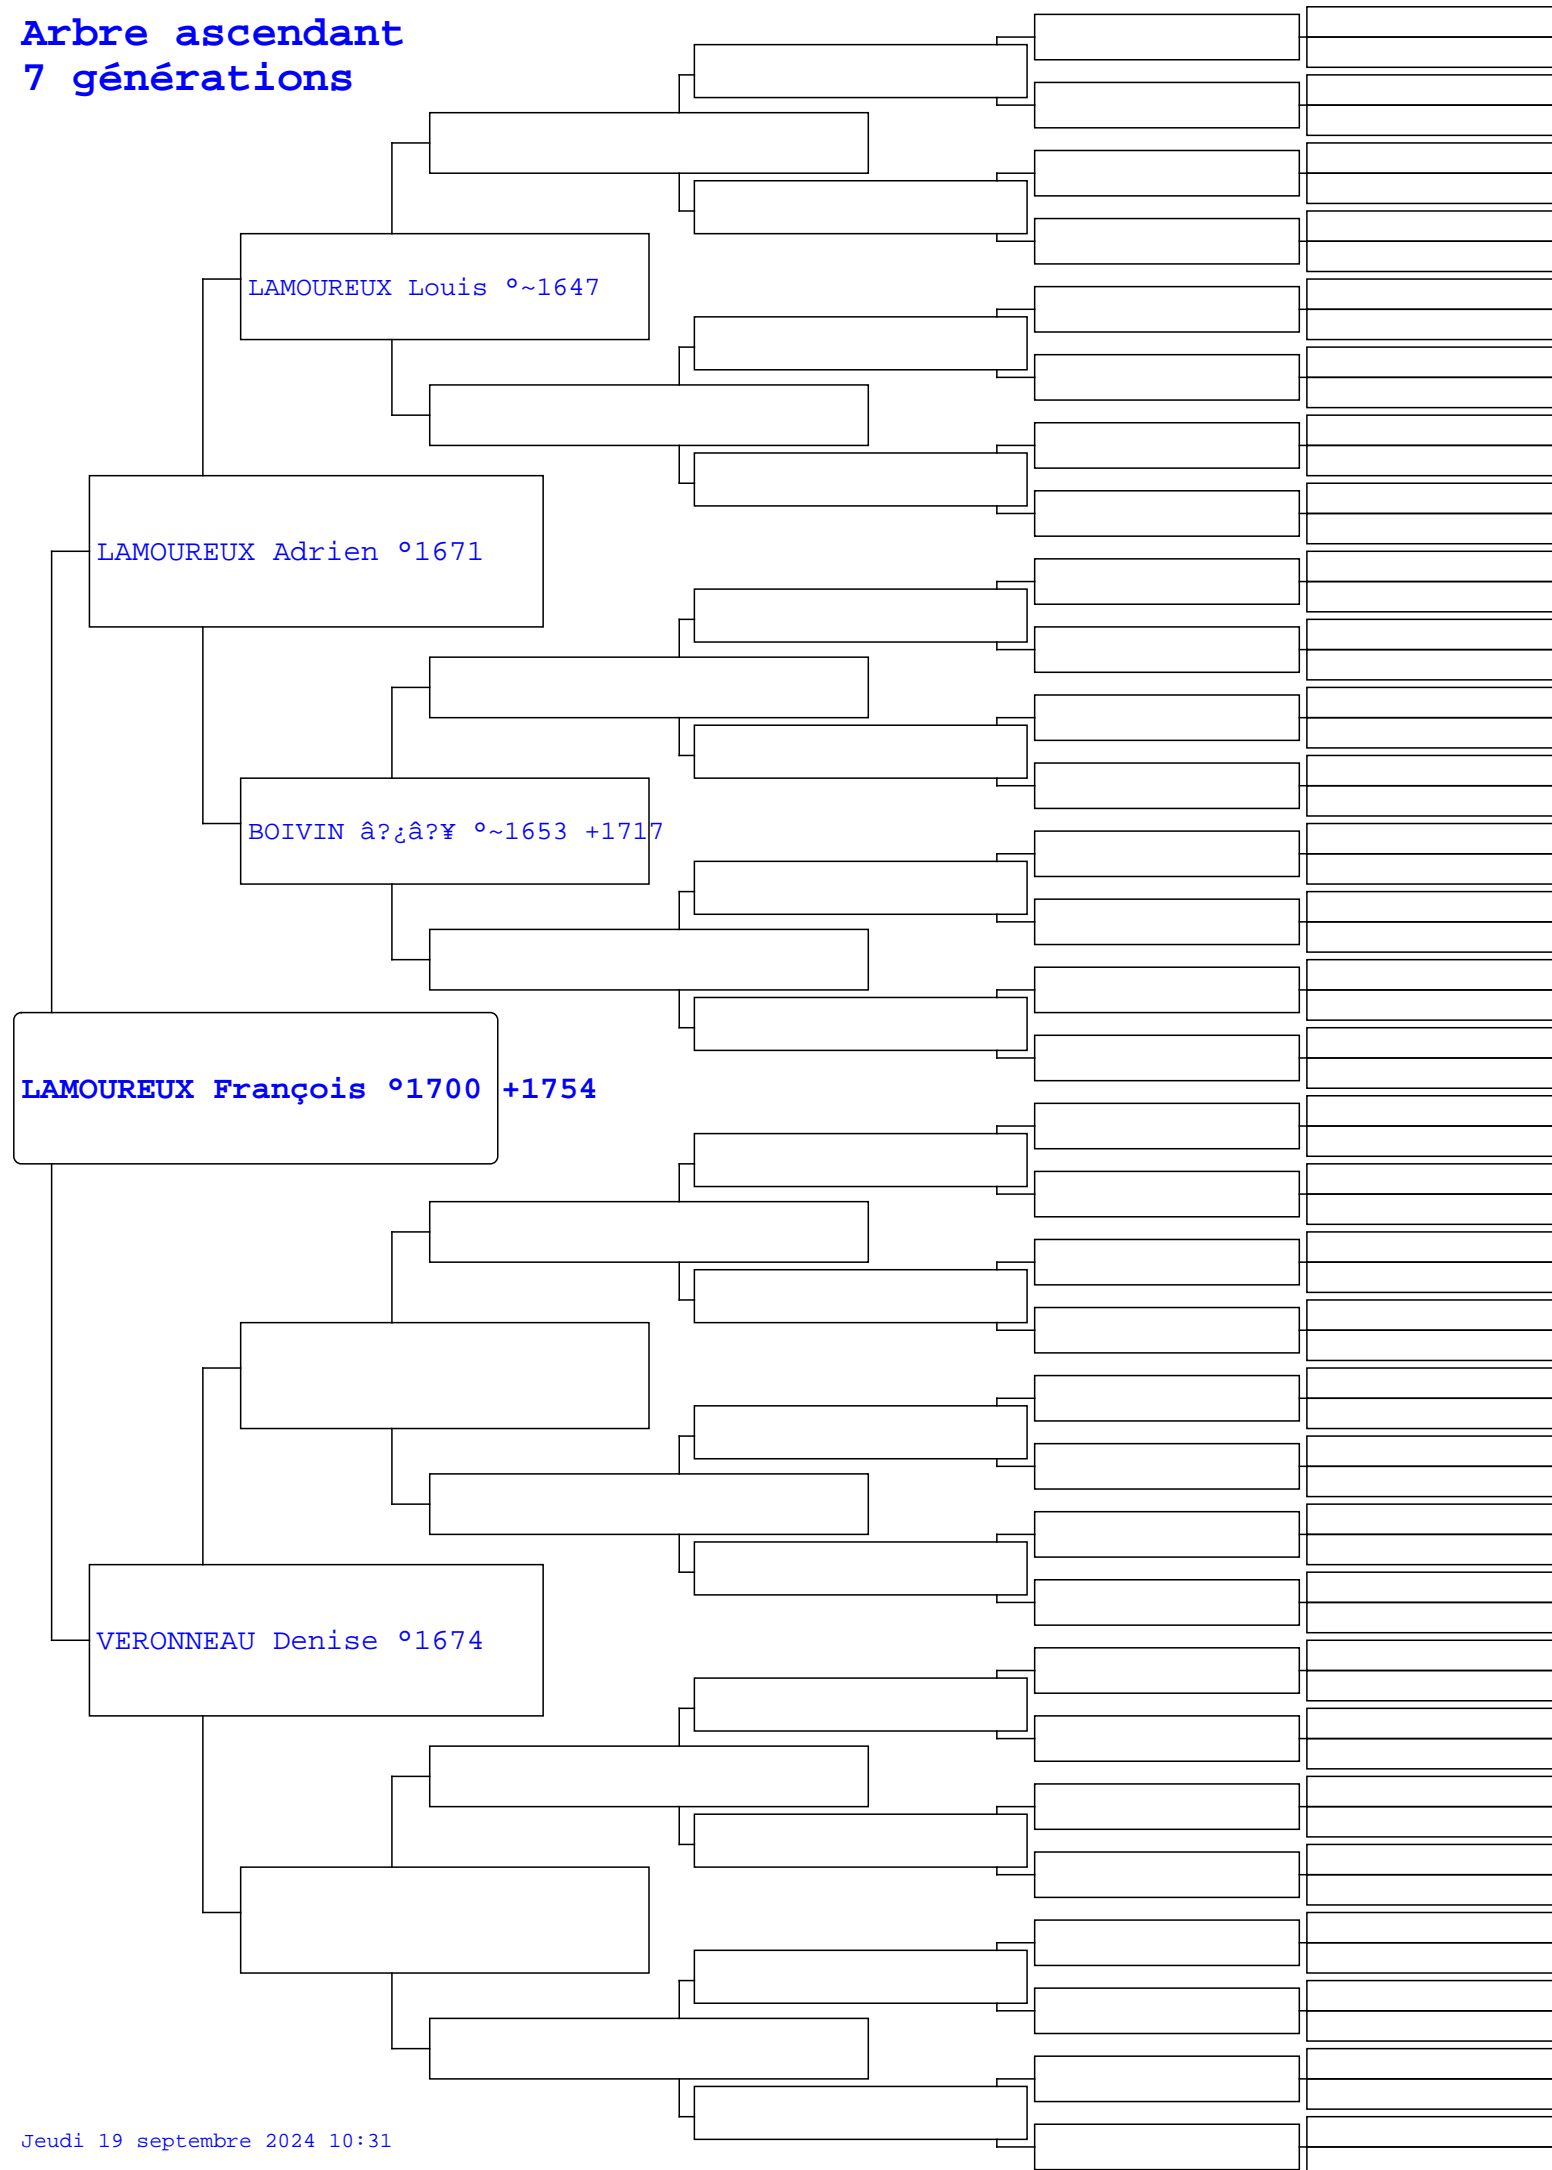 Arbre ascendant
7 générations
LAMOUREUX Louis °~1647
LAMOUREUX Adrien °1671
BOIVIN â?¿â?¥ °~1653 +1717
LAMOUREUX François °1700 +1754
VERONNEAU Denise °1674
Jeudi 19 septembre 2024 10:31